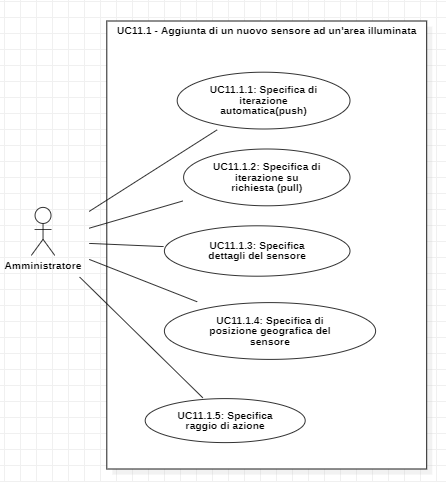 UC11.1 - Aggiunta di un nuovo sensore ad un'area illuminata
UC11.1.1: Specifica di
iterazione
automatica(push)
UC11.1.2: Specifica di
iterazione su
richiesta (pull)
Amministratore
UC11.1.3: Specifica
dettagli del sensore
UC11.1.4: Specifica di
posizione geografica del
sensore
UC11.1.5: Specifica
raggio di azione